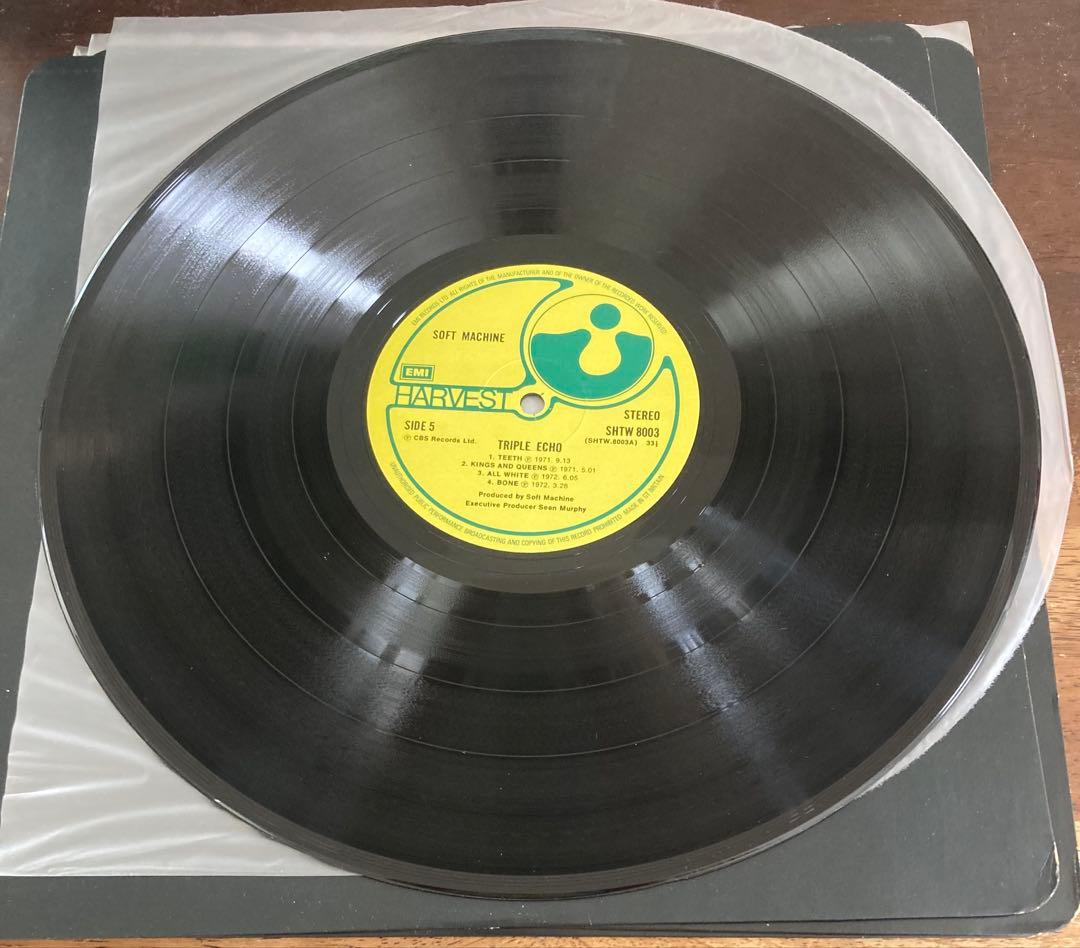 EMI RECORDS LTD. ALL RIGHTS OF THE MANUFACTURER AND OF THE OWNER OF THE RECORDED WORK RESERVED
SOFT MACHINE
EMI
HARVEST
STEREO
SIDE 5
SHTW 8003
℗ CBS Records Ltd.
(SHTW.8003A) 33⅓
TRIPLE ECHO
1. TEETH ℗ 1971. 9.13
2. KINGS AND QUEENS ℗ 1971. 5.01
3. ALL WHITE ℗ 1972. 6.05
4. BONE ℗ 1972. 3.28
Produced by Soft Machine
Executive Producer Sean Murphy
UNAUTHORISED PUBLIC PERFORMANCE BROADCASTING AND COPYING OF THIS RECORD PROHIBITED MADE IN GT BRITAIN